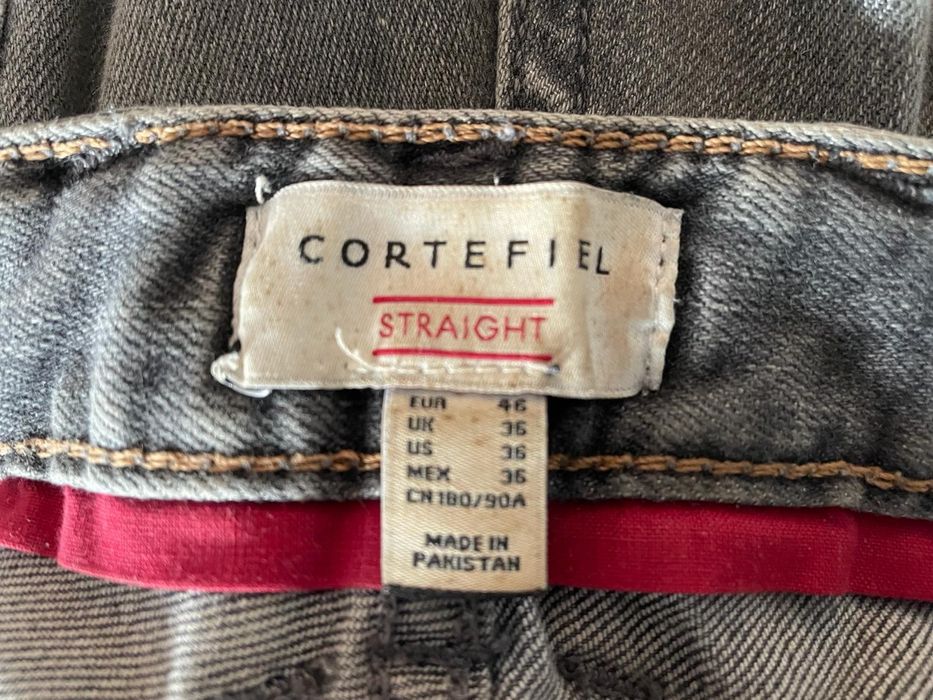 CORTEFIEL
STRAIGHT
EUR 46
UK 36
US 36
MEX 36
CN180/90A
MADE IN
PAKISTAN